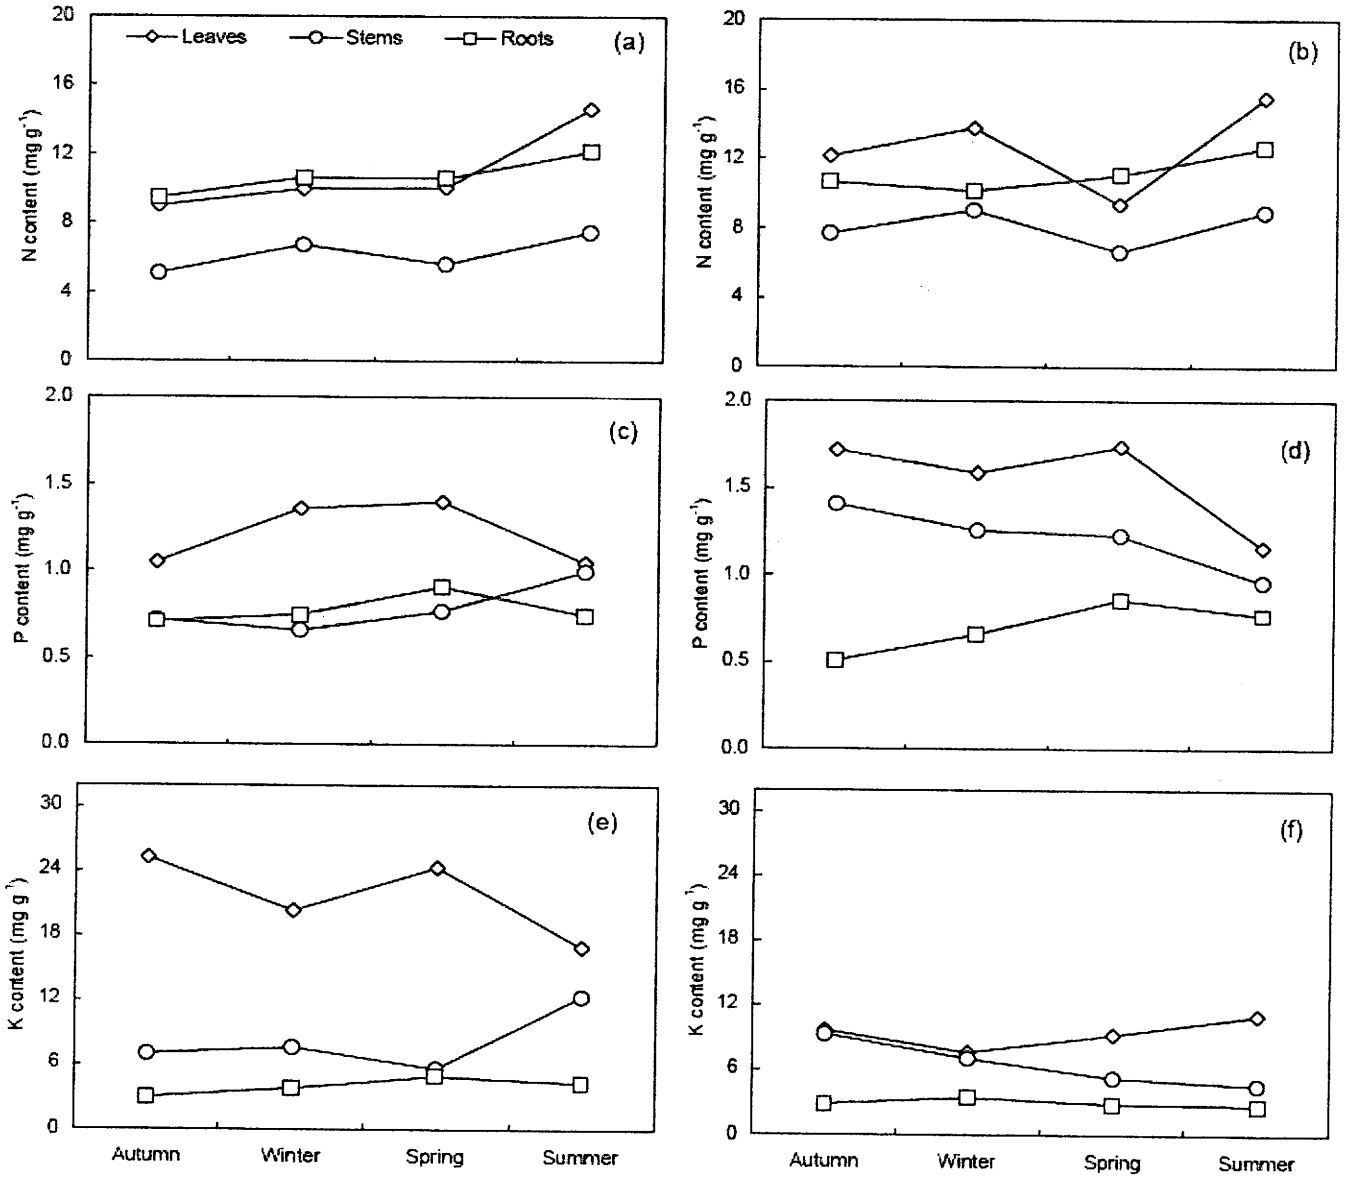 20
16
12
8
4
0
N content (mg g⁻¹)
Leaves Stems Roots (a)
20
16
12
8
4
0
N content (mg g⁻¹)
(b)
2.0
1.5
1.0
0.5
0.0
P content (mg g⁻¹)
(c)
2.0
1.5
1.0
0.5
0.0
P content (mg g⁻¹)
(d)
30
24
18
12
6
0
K content (mg g⁻¹)
(e)
Autumn Winter Spring Summer
30
24
18
12
6
0
K content (mg g⁻¹)
(f)
Autumn Winter Spring Summer